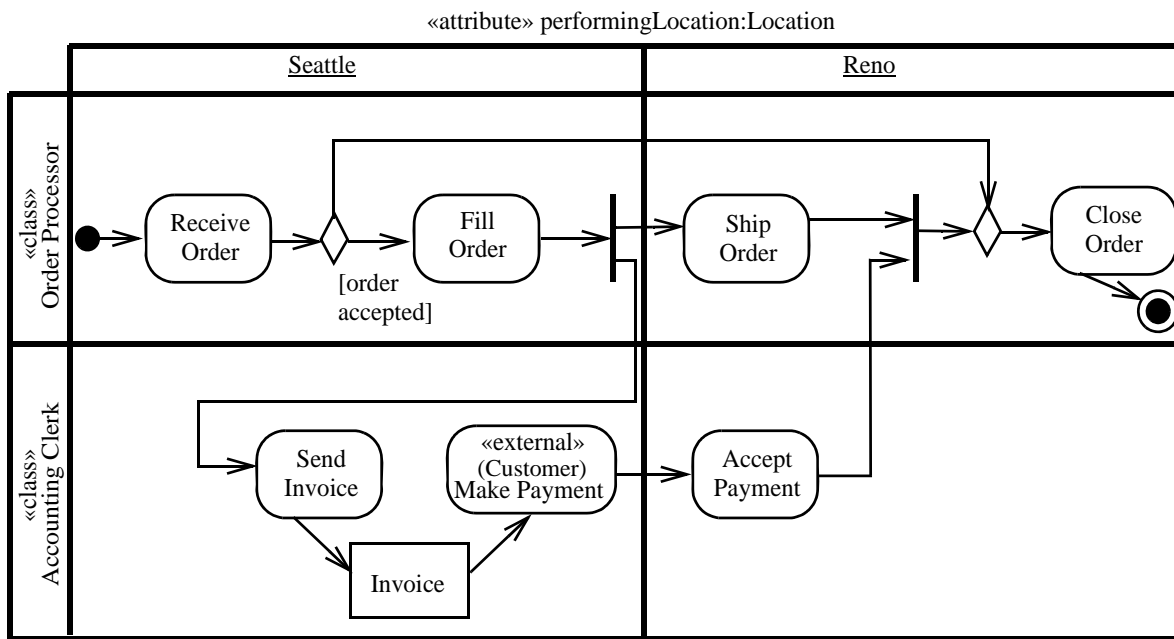 «attribute» performingLocation:Location
Seattle
Reno
«class»
Order Processor
Receive
Order
[order
accepted]
Fill
Order
Ship
Order
Close
Order
«class»
Accounting Clerk
Send
Invoice
Invoice
«external»
(Customer)
Make Payment
Accept
Payment